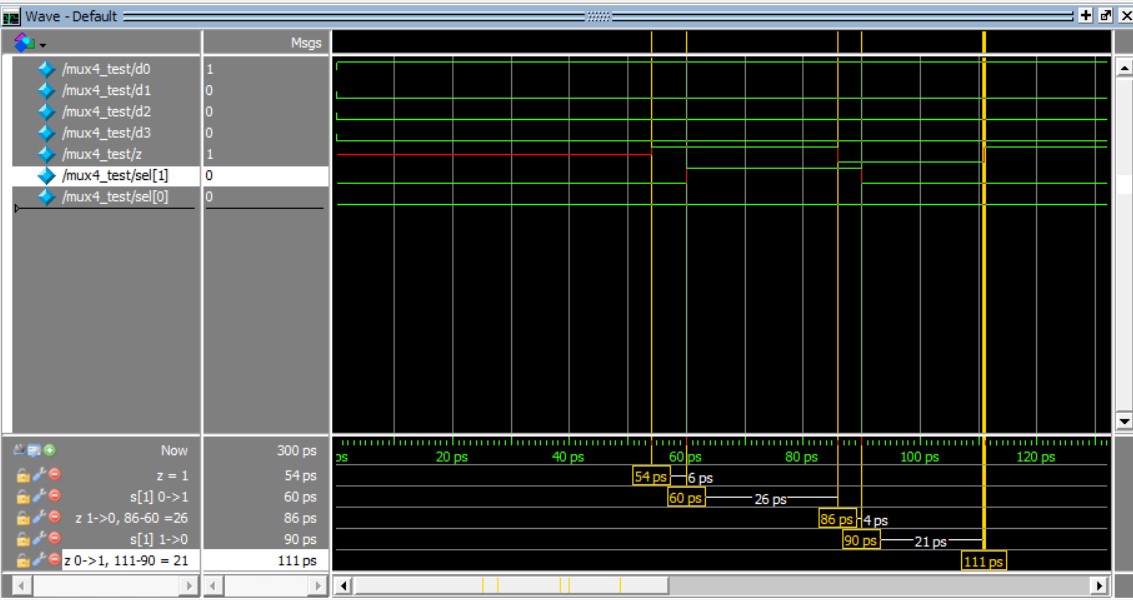 Wave - Default
Msgs
/mux4_test/d0 1
/mux4_test/d1 0
/mux4_test/d2 0
/mux4_test/d3 0
/mux4_test/z 1
/mux4_test/sel[1] 0
/mux4_test/sel[0] 0
Now 300 ps ps 20 ps 40 ps 60 ps 80 ps 100 ps 120 ps
z = 1 54 ps 54 ps 6 ps
s[1] 0->1 60 ps 60 ps 26 ps
z 1->0, 86-60 =26 86 ps 86 ps 4 ps
s[1] 1->0 90 ps 90 ps 21 ps
z 0->1, 111-90 = 21 111 ps 111 ps